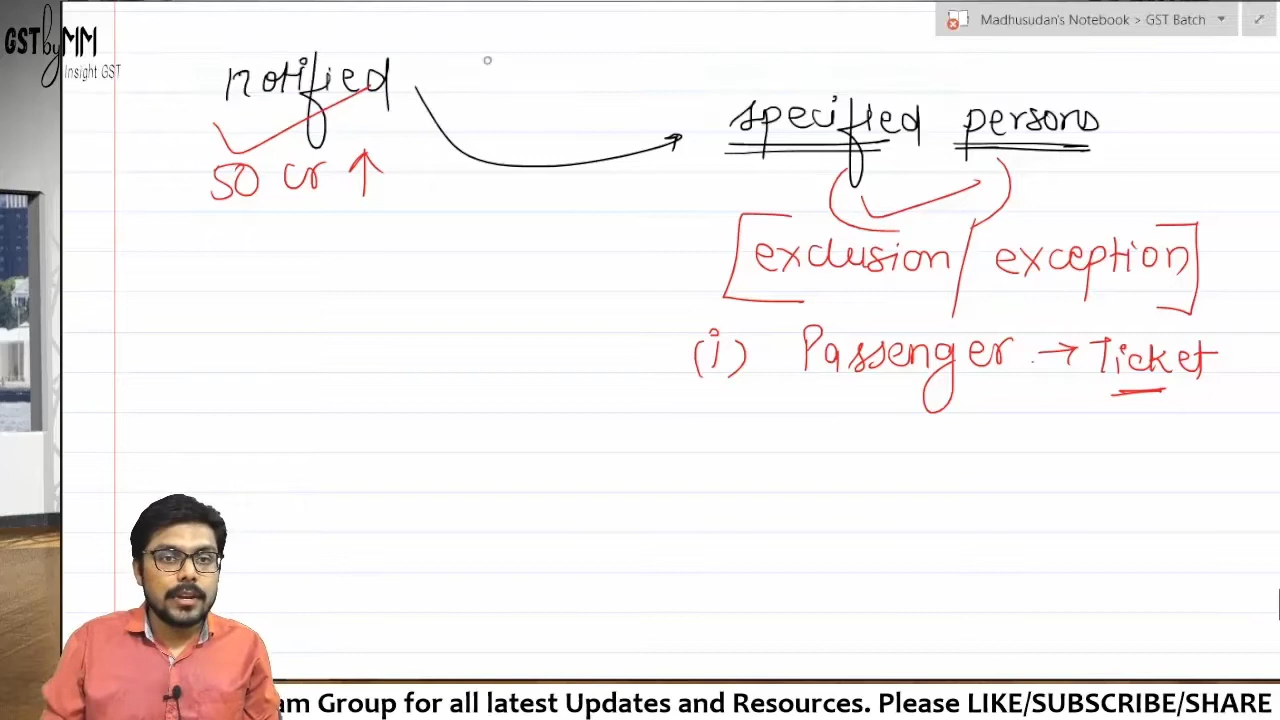 GST by MM
Insight GST
Madhusudan's Notebook > GST Batch
notified
50 cr ↑
specified persons
[exclusion / exception]
(i) Passenger → Ticket
am Group for all latest Updates and Resources. Please LIKE/SUBSCRIBE/SHARE